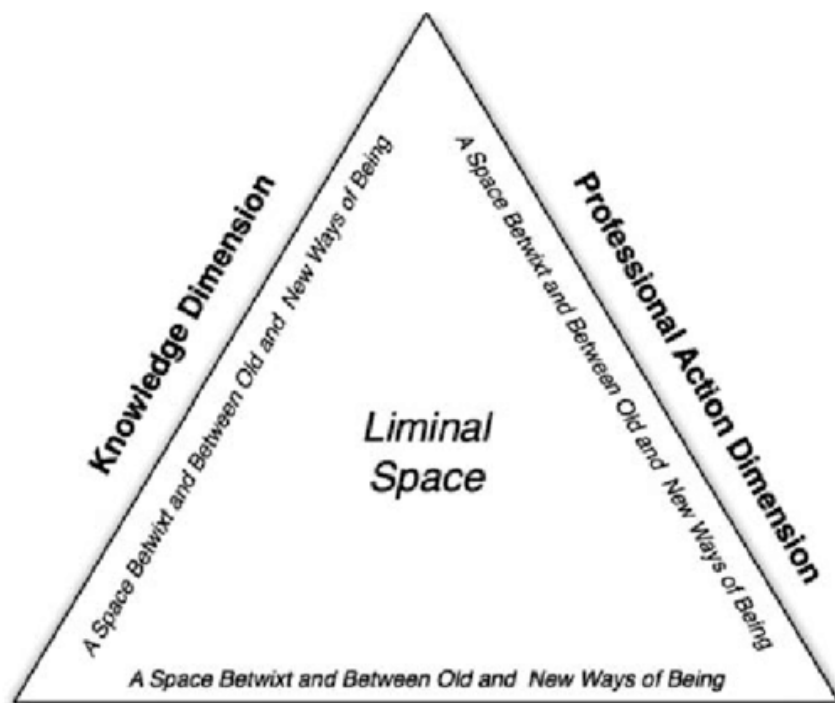 Knowledge Dimension
A Space Betwixt and Between Old and New Ways of Being
Liminal
Space
A Space Betwixt and Between Old and New Ways of Being
Professional Action Dimension
A Space Betwixt and Between Old and New Ways of Being